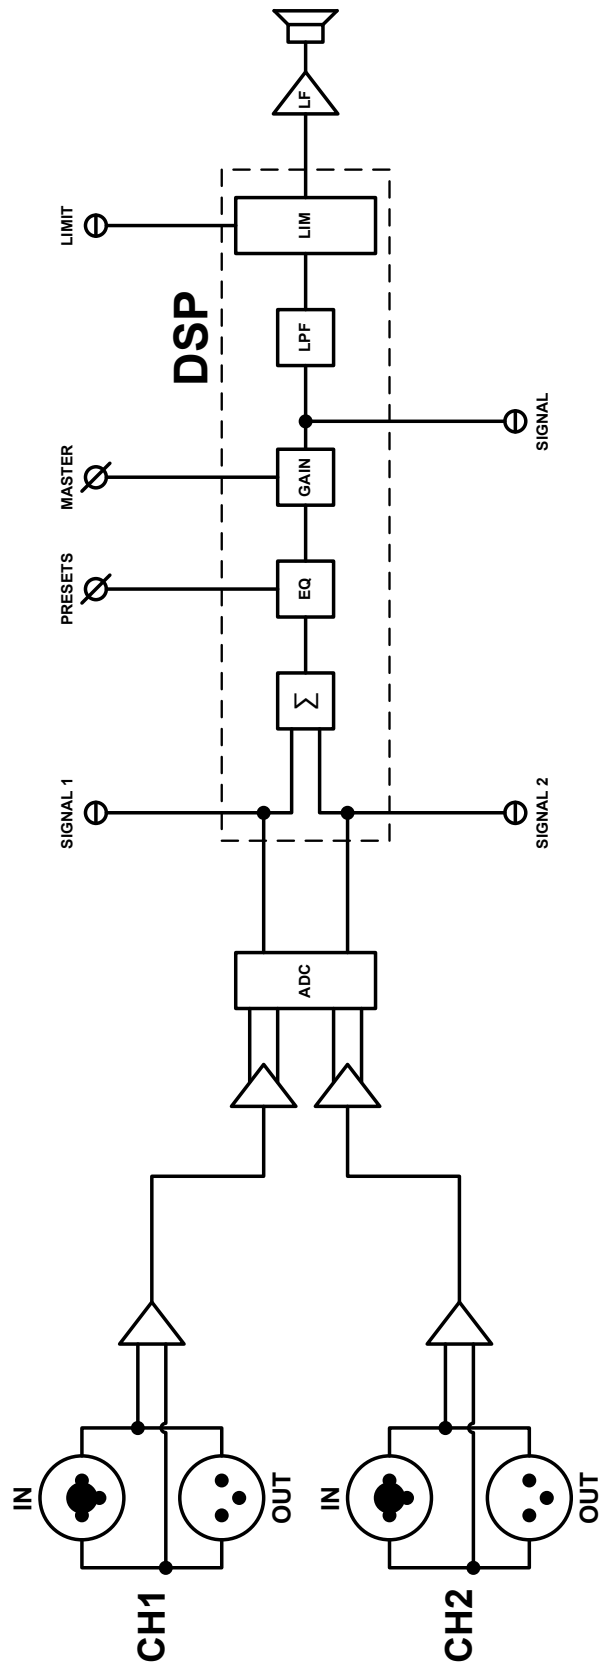 CH1
IN
OUT
CH2
IN
OUT
ADC
SIGNAL 1
SIGNAL 2
DSP
Σ
EQ
PRESETS
GAIN
MASTER
SIGNAL
LPF
LIM
LIMIT
LF